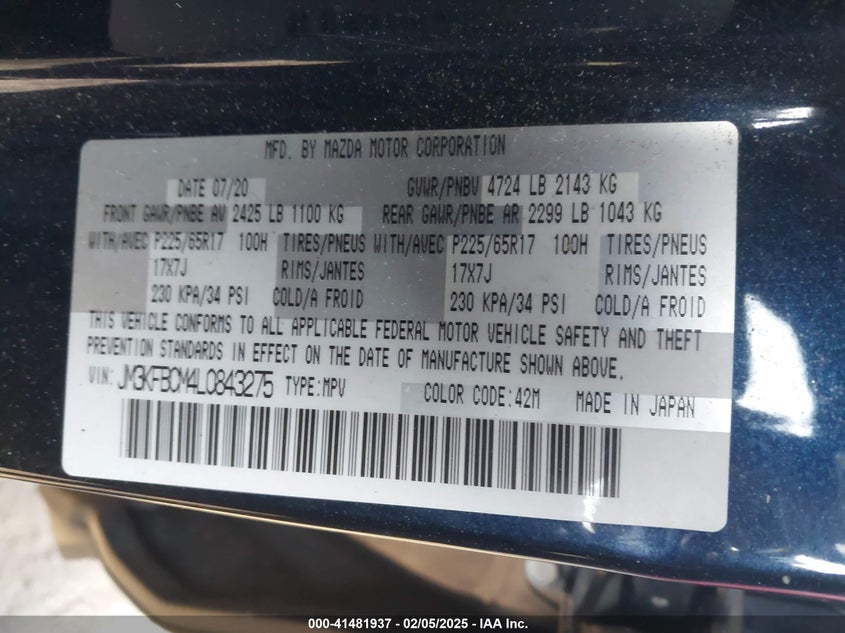 MFD. BY MAZDA MOTOR CORPORATION
DATE 07/20 GVWR/PNBV 4724 LB 2143 KG
FRONT GAWR/PNBE AV 2425 LB 1100 KG REAR GAWR/PNBE AR 2299 LB 1043 KG
WITH/AVEC P225/65R17 100H TIRES/PNEUS WITH/AVEC P225/65R17 100H TIRES/PNEUS
17X7J RIMS/JANTES 17X7J RIMS/JANTES
230 KPA/34 PSI COLD/A FROID 230 KPA/34 PSI COLD/A FROID
THIS VEHICLE CONFORMS TO ALL APPLICABLE FEDERAL MOTOR VEHICLE SAFETY AND THEFT
PREVENTION STANDARDS IN EFFECT ON THE DATE OF MANUFACTURE SHOWN ABOVE.
VIN: JM3KFBCM4L0843275 TYPE:MPV COLOR CODE:42M MADE IN JAPAN
000-41481937 - 02/05/2025 - IAA Inc.